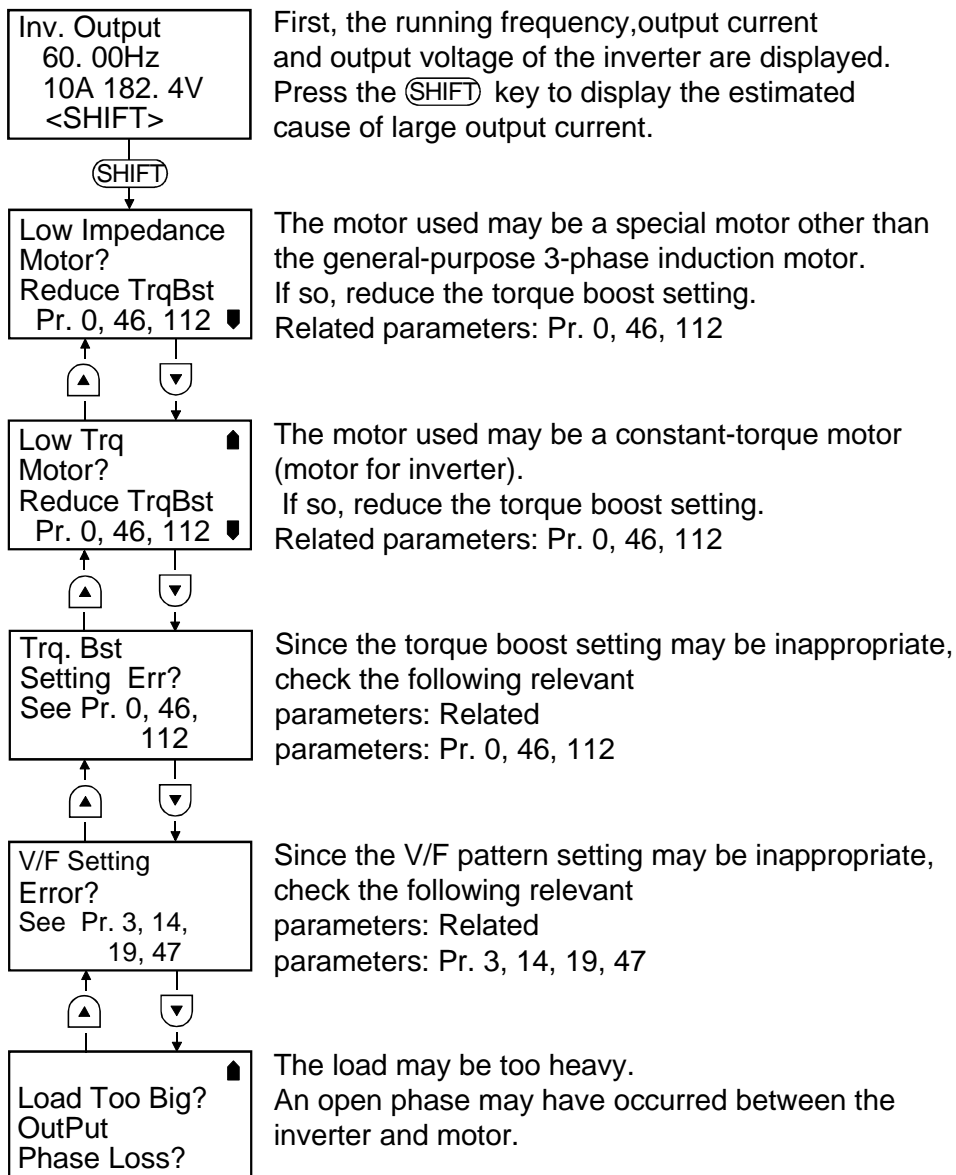 Inv. Output
60. 00Hz
10A 182. 4V
<SHIFT>
First, the running frequency,output current
and output voltage of the inverter are displayed.
Press the SHIFT key to display the estimated
cause of large output current.
SHIFT
Low Impedance
Motor?
Reduce TrqBst
Pr. 0, 46, 112
The motor used may be a special motor other than
the general-purpose 3-phase induction motor.
If so, reduce the torque boost setting.
Related parameters: Pr. 0, 46, 112
Low Trq
Motor?
Reduce TrqBst
Pr. 0, 46, 112
The motor used may be a constant-torque motor
(motor for inverter).
If so, reduce the torque boost setting.
Related parameters: Pr. 0, 46, 112
Trq. Bst
Setting Err?
See Pr. 0, 46,
112
Since the torque boost setting may be inappropriate,
check the following relevant
parameters: Related
parameters: Pr. 0, 46, 112
V/F Setting
Error?
See Pr. 3, 14,
19, 47
Since the V/F pattern setting may be inappropriate,
check the following relevant
parameters: Related
parameters: Pr. 3, 14, 19, 47
Load Too Big?
OutPut
Phase Loss?
The load may be too heavy.
An open phase may have occurred between the
inverter and motor.